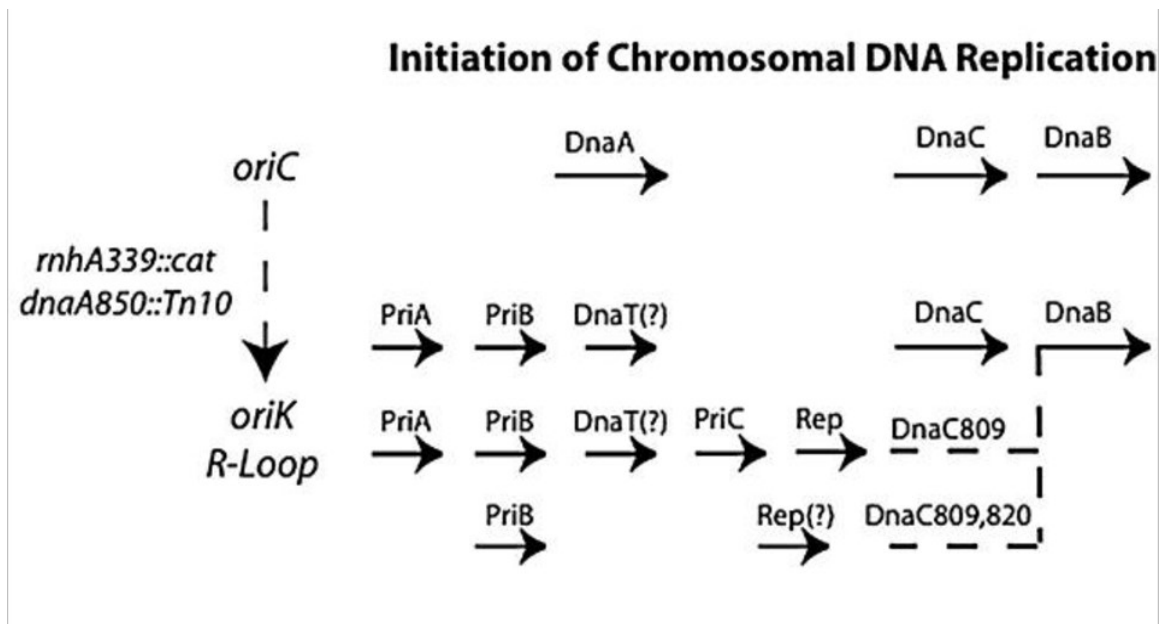 Initiation of Chromosomal DNA Replication
oriC
DnaA
DnaC
DnaB
rnhA339::cat
dnaA850::Tn10
PriA
PriB
DnaT(?)
DnaC
DnaB
oriK
R-Loop
PriA
PriB
DnaT(?)
PriC
Rep
DnaC809
PriB
Rep(?)
DnaC809,820